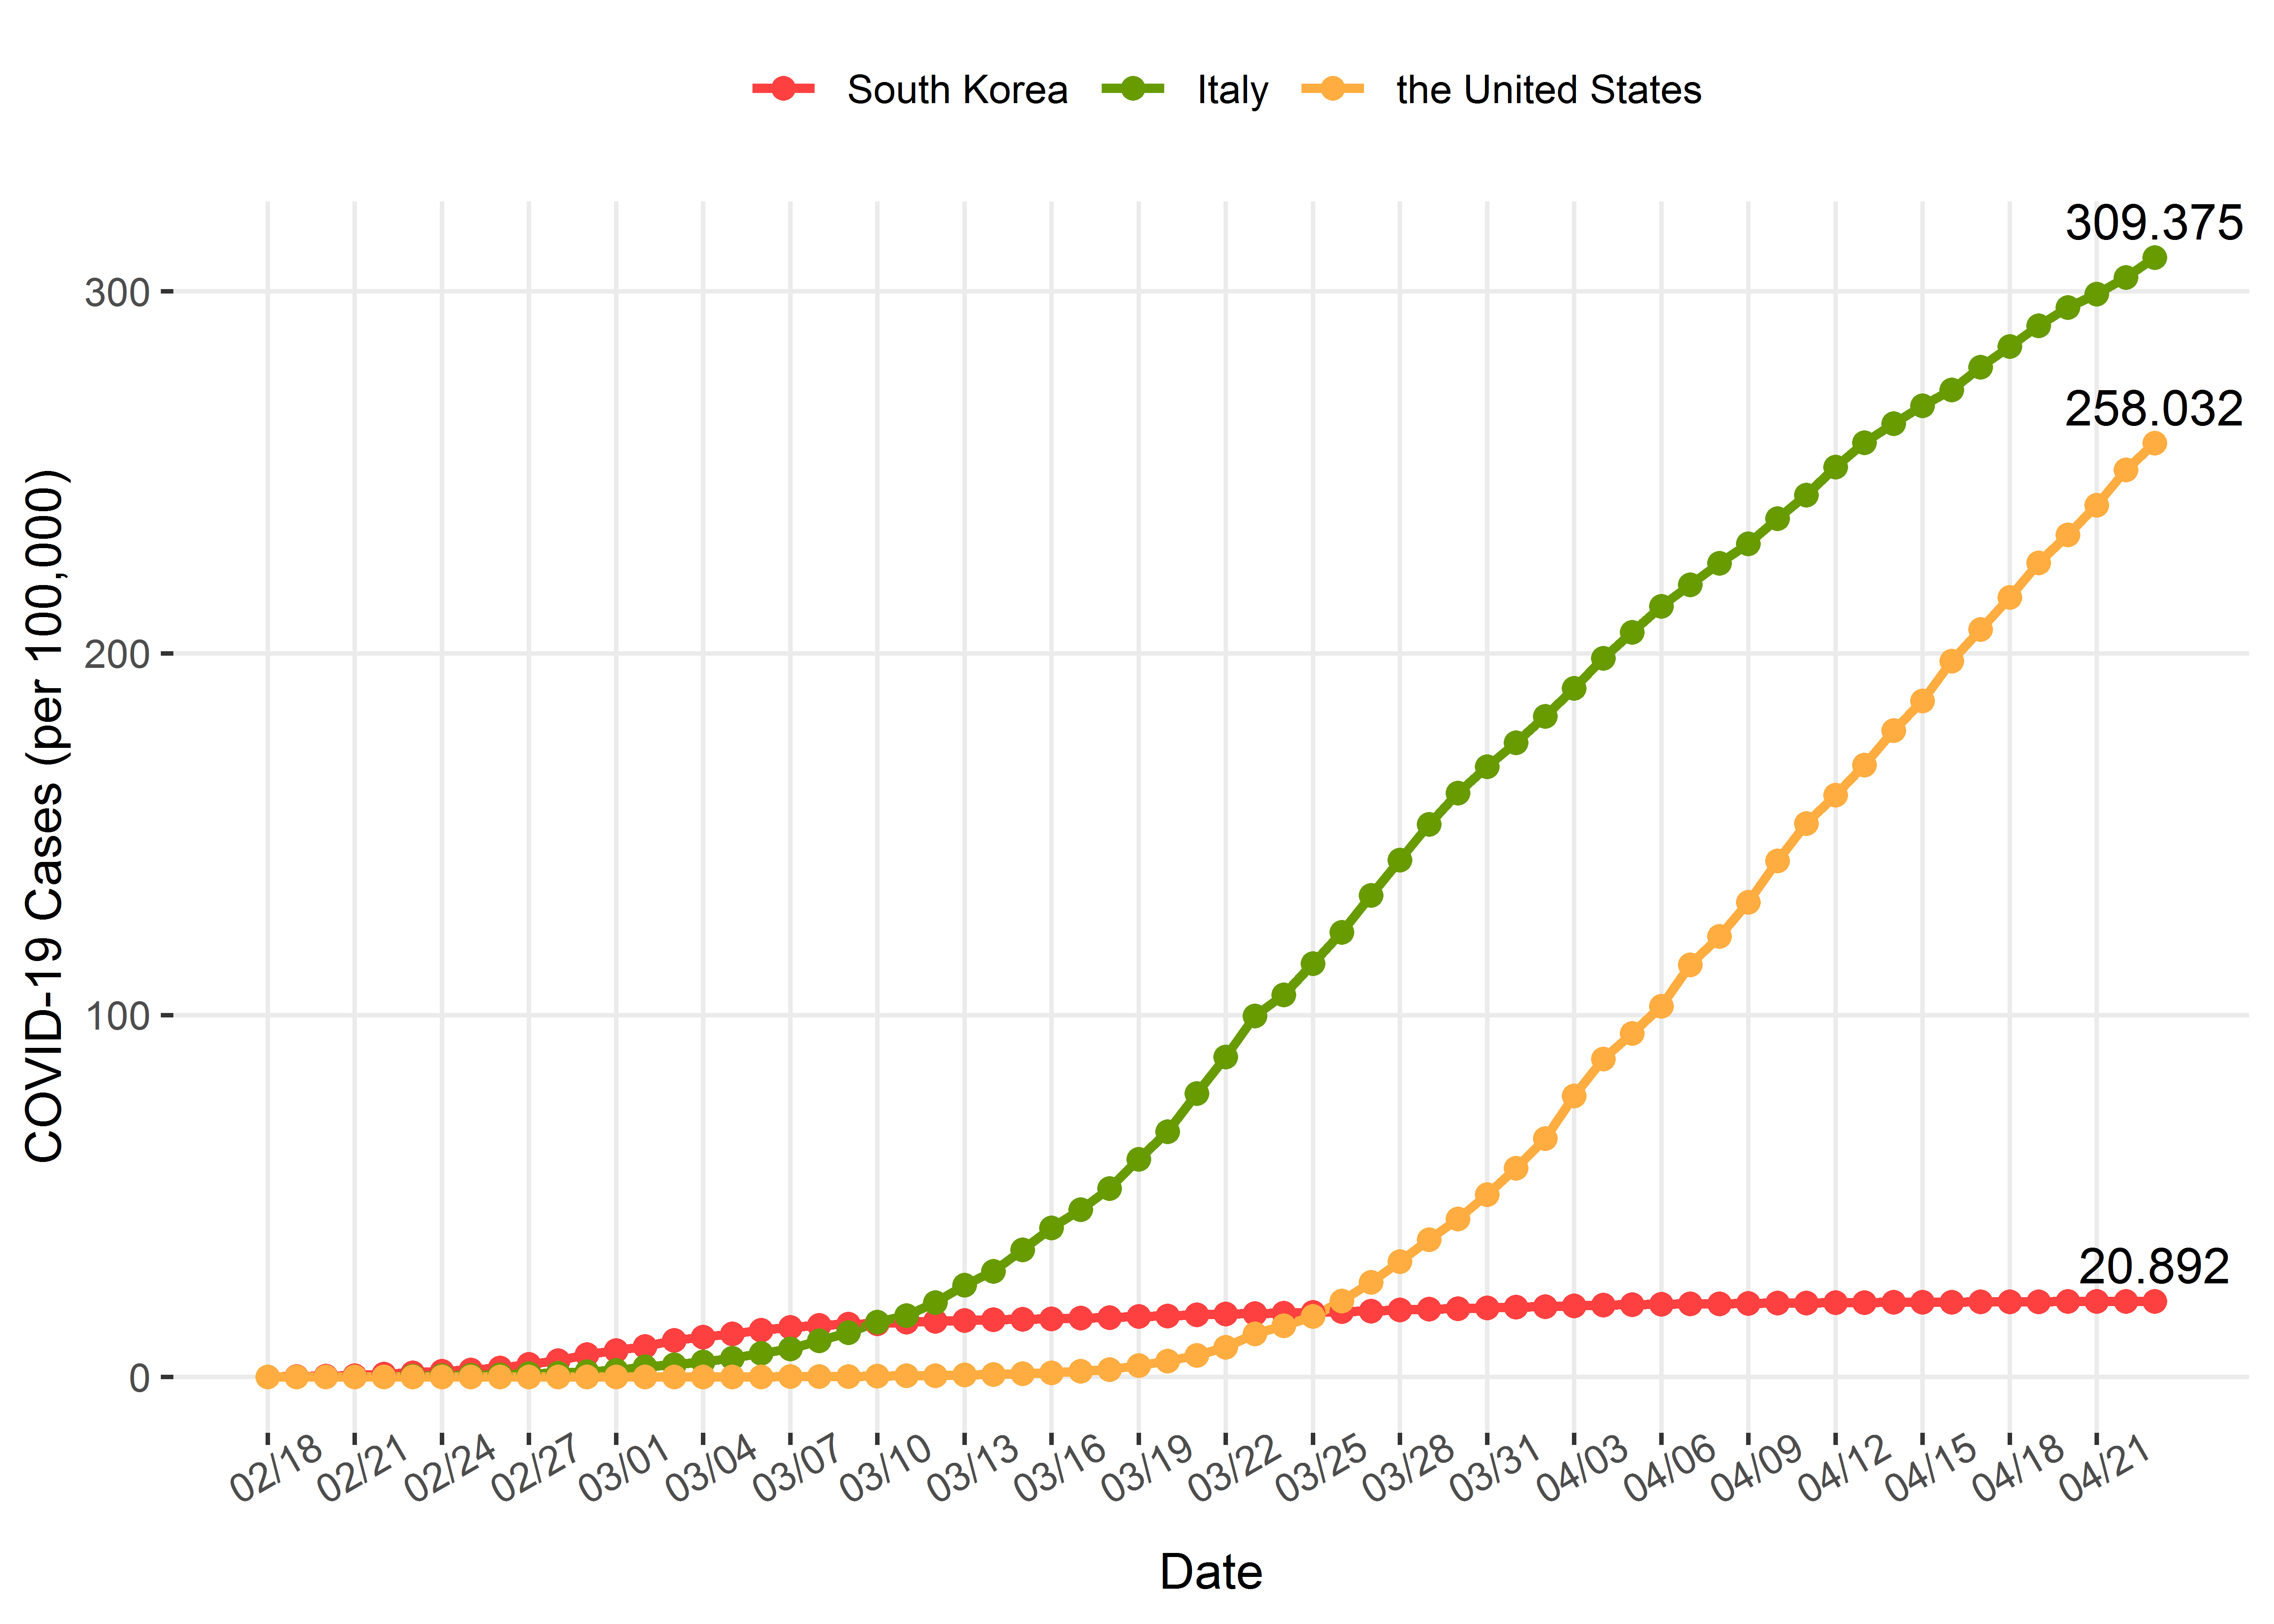 South Korea Italy the United States
309.375
300
258.032
200
COVID-19 Cases (per 100,000)
100
20.892
0
02/18 02/21 02/24 02/27 03/01 03/04 03/07 03/10 03/13 03/16 03/19 03/22 03/25 03/28 03/31 04/03 04/06 04/09 04/12 04/15 04/18 04/21
Date